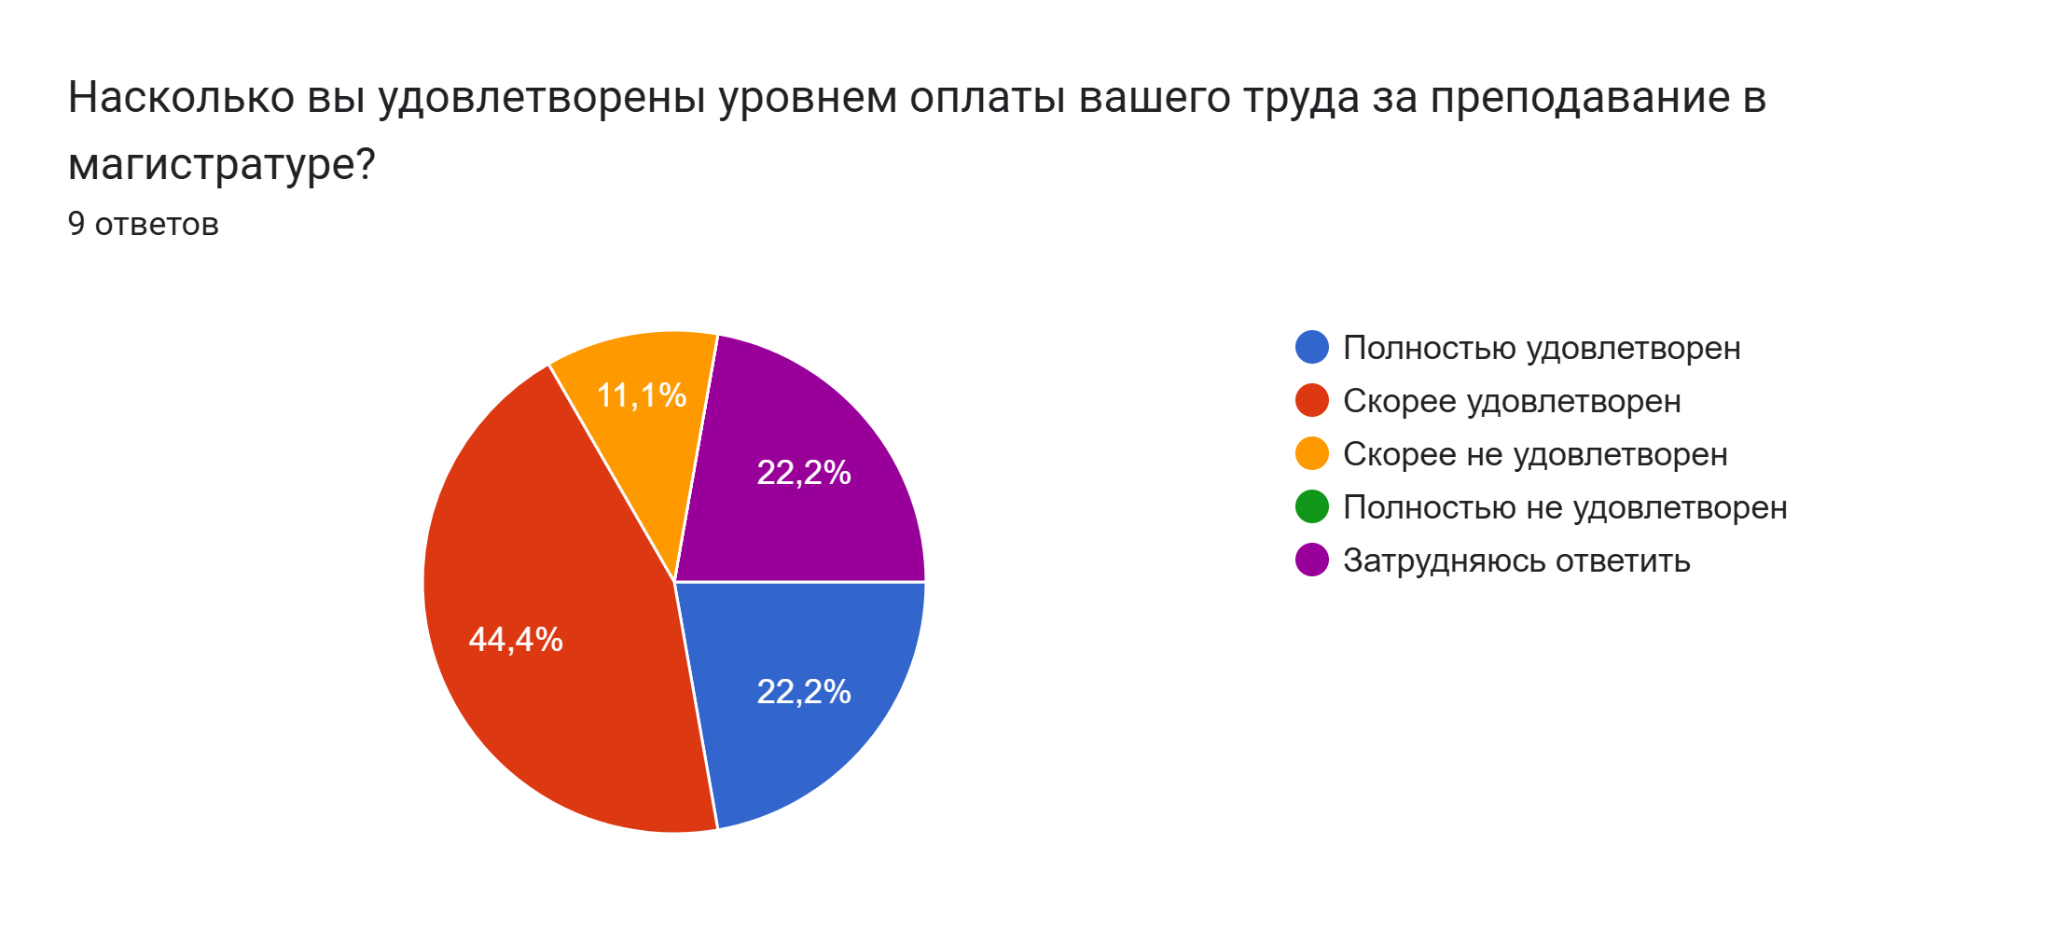 Насколько вы удовлетворены уровнем оплаты вашего труда за преподавание в
магистратуре?
9 ответов
11,1%
22,2%
44,4%
22,2%
Полностью удовлетворен
Скорее удовлетворен
Скорее не удовлетворен
Полностью не удовлетворен
Затрудняюсь ответить